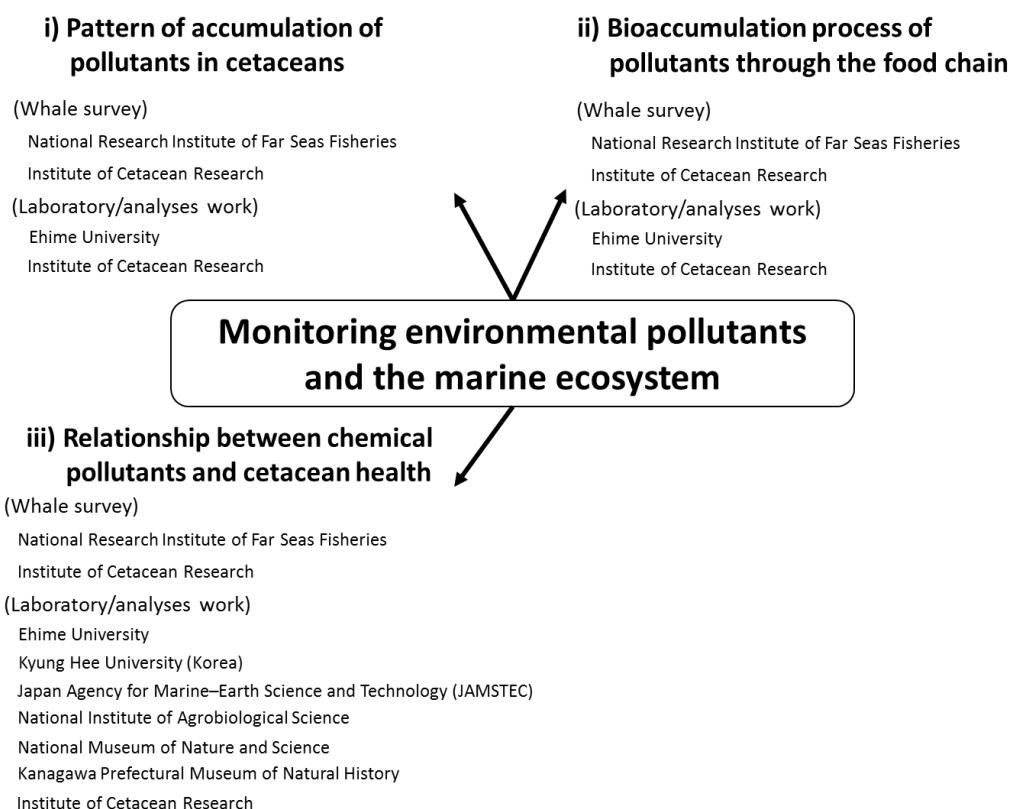 i) Pattern of accumulation of
pollutants in cetaceans
(Whale survey)
National Research Institute of Far Seas Fisheries
Institute of Cetacean Research
(Laboratory/analyses work)
Ehime University
Institute of Cetacean Research
ii) Bioaccumulation process of
pollutants through the food chain
(Whale survey)
National Research Institute of Far Seas Fisheries
Institute of Cetacean Research
(Laboratory/analyses work)
Ehime University
Institute of Cetacean Research
Monitoring environmental pollutants
and the marine ecosystem
iii) Relationship between chemical
pollutants and cetacean health
(Whale survey)
National Research Institute of Far Seas Fisheries
Institute of Cetacean Research
(Laboratory/analyses work)
Ehime University
Kyung Hee University (Korea)
Japan Agency for Marine–Earth Science and Technology (JAMSTEC)
National Institute of Agrobiological Science
National Museum of Nature and Science
Kanagawa Prefectural Museum of Natural History
Institute of Cetacean Research